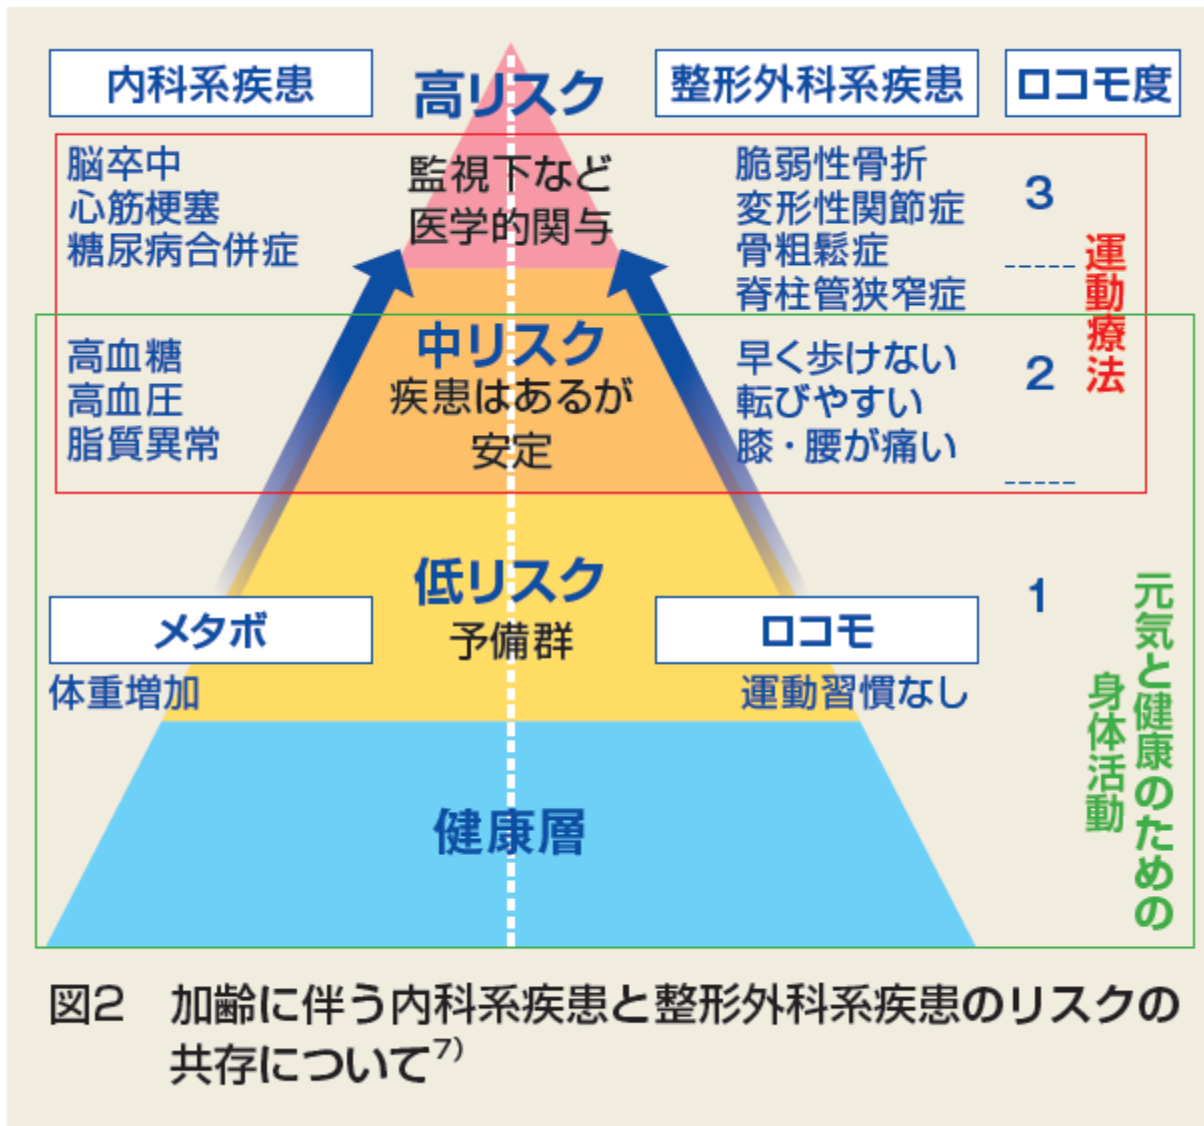 内科系疾患
高リスク
整形外科系疾患
ロコモ度
脳卒中
心筋梗塞
糖尿病合併症
監視下など
医学的関与
脆弱性骨折
変形性関節症
骨粗鬆症
脊柱管狭窄症
3
運動療法
高血糖
高血圧
脂質異常
中リスク
疾患はあるが
安定
早く歩けない
転びやすい
膝・腰が痛い
2
メタボ
体重増加
低リスク
予備群
ロコモ
運動習慣なし
1
元気と健康のための
身体活動
健康層
図2 加齢に伴う内科系疾患と整形外科系疾患のリスクの
共存について7)